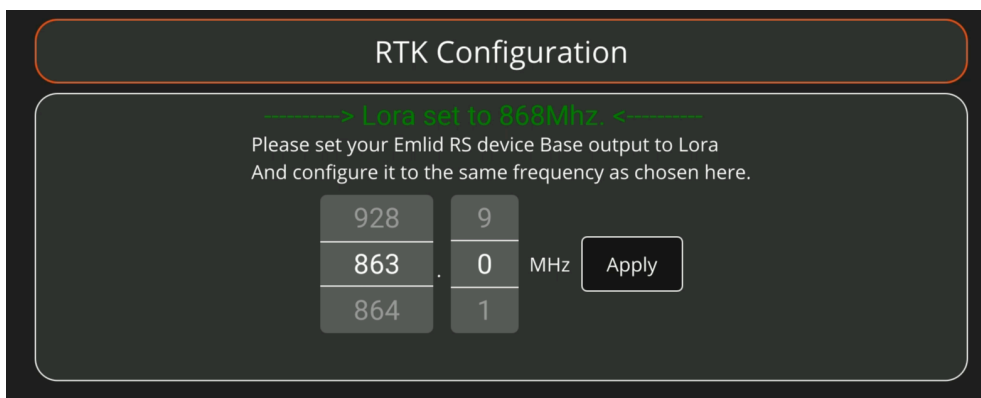 RTK Configuration
----------> Lora set to 868Mhz. <----------
Please set your Emlid RS device Base output to Lora
And configure it to the same frequency as chosen here.
928 9
863 . 0 MHz Apply
864 1